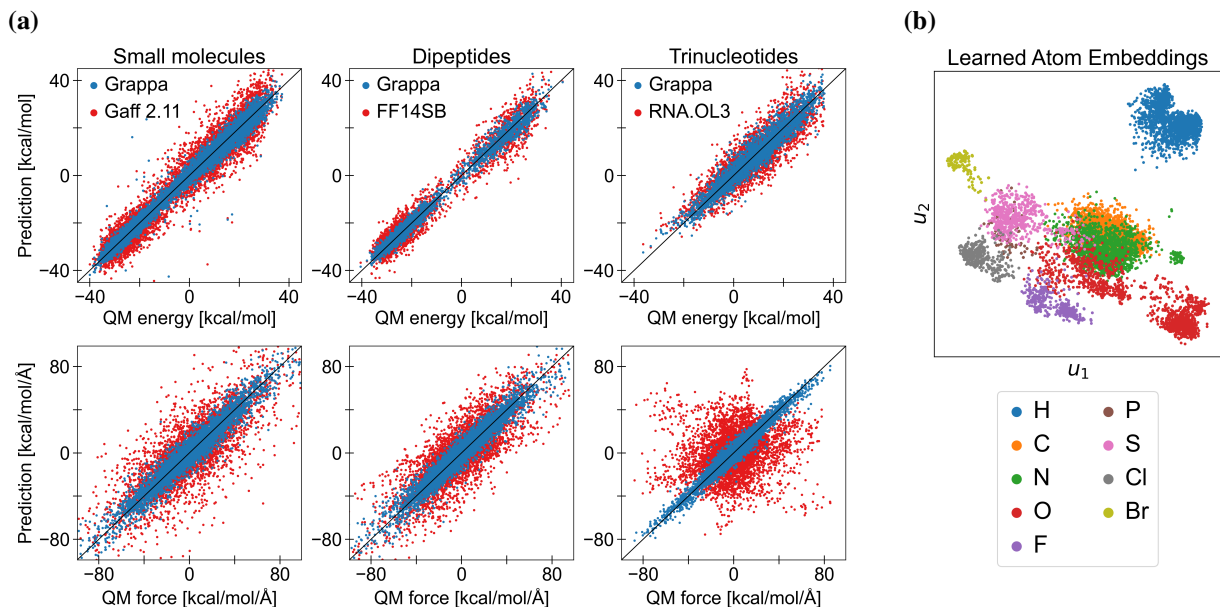 (a)
Small molecules
Dipeptides
Trinucleotides
Prediction [kcal/mol]
40
0
−40
Grappa
Gaff 2.11
−40 0 40
QM energy [kcal/mol]
40
0
−40
Grappa
FF14SB
−40 0 40
QM energy [kcal/mol]
40
0
−40
Grappa
RNA.OL3
−40 0 40
QM energy [kcal/mol]
Prediction [kcal/mol/Å]
80
0
−80
−80 0 80
QM force [kcal/mol/Å]
80
0
−80
−80 0 80
QM force [kcal/mol/Å]
80
0
−80
−80 0 80
QM force [kcal/mol/Å]
(b)
Learned Atom Embeddings
u2
u1
H
C
N
O
F
P
S
Cl
Br